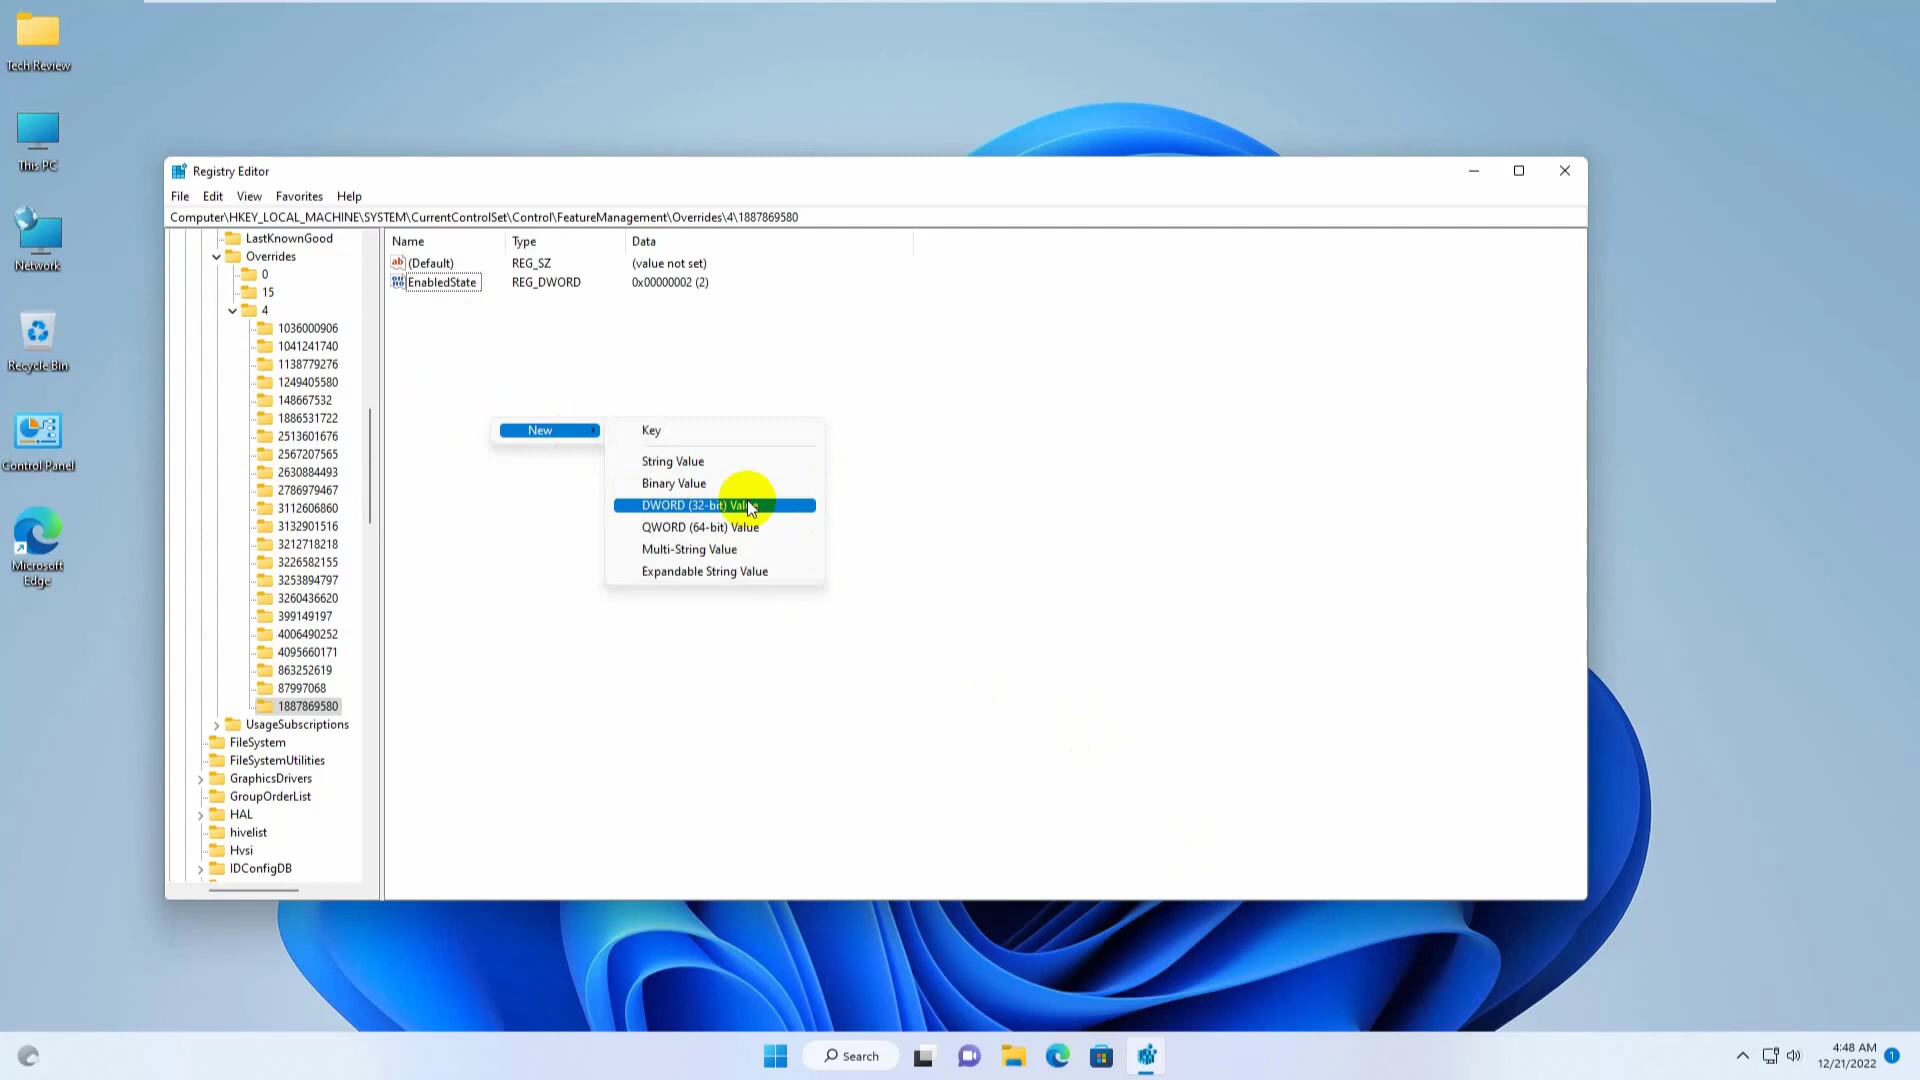 Tech Review
This PC
Network
Recycle Bin
Control Panel
Microsoft
Edge
Registry Editor
File Edit View Favorites Help
Computer\HKEY_LOCAL_MACHINE\SYSTEM\CurrentControlSet\Control\FeatureManagement\Overrides\4\1887869580
LastKnownGood
Overrides
0
15
4
1036000906
1041241740
1138779276
1249405580
148667532
1886531722
2513601676
2567207565
2630884493
2786979467
3112606860
3132901516
3212718218
3226582155
3253894797
3260436620
399149197
4006490252
4095660171
863252619
87997068
1887869580
UsageSubscriptions
FileSystem
FileSystemUtilities
GraphicsDrivers
GroupOrderList
HAL
hivelist
Hvsi
IDConfigDB
Name Type Data
(Default) REG_SZ (value not set)
EnabledState REG_DWORD 0x00000002 (2)
New
Key
String Value
Binary Value
DWORD (32-bit) Value
QWORD (64-bit) Value
Multi-String Value
Expandable String Value
Search
4:48 AM
12/21/2022
1